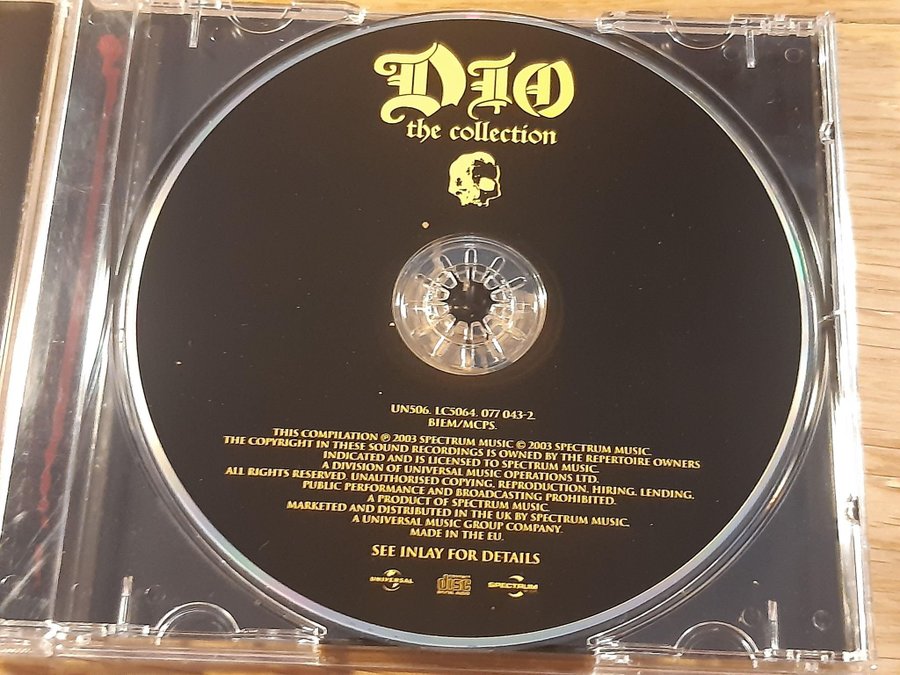 DIO
the collection
UN506. LC5064. 077 043-2.
BIEM/MCPS.
THIS COMPILATION ℗ 2003 SPECTRUM MUSIC © 2003 SPECTRUM MUSIC.
THE COPYRIGHT IN THESE SOUND RECORDINGS IS OWNED BY THE REPERTOIRE OWNERS
INDICATED AND IS LICENSED TO SPECTRUM MUSIC.
A DIVISION OF UNIVERSAL MUSIC OPERATIONS LTD.
ALL RIGHTS RESERVED. UNAUTHORISED COPYING, REPRODUCTION, HIRING, LENDING,
PUBLIC PERFORMANCE AND BROADCASTING PROHIBITED.
A PRODUCT OF SPECTRUM MUSIC.
MARKETED AND DISTRIBUTED IN THE UK BY SPECTRUM MUSIC.
A UNIVERSAL MUSIC GROUP COMPANY.
MADE IN THE EU.
SEE INLAY FOR DETAILS
UNIVERSAL
disc
DIGITAL AUDIO
SPECTRUM